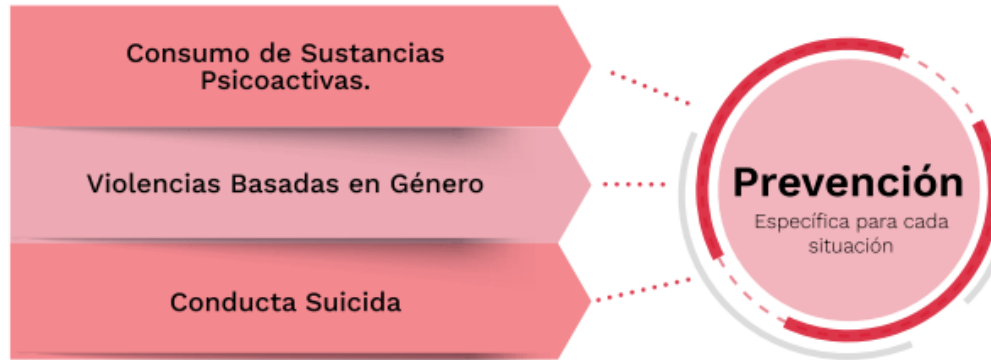 Consumo de Sustancias
Psicoactivas.
Violencias Basadas en Género
Conducta Suicida
Prevención
Específica para cada
situación